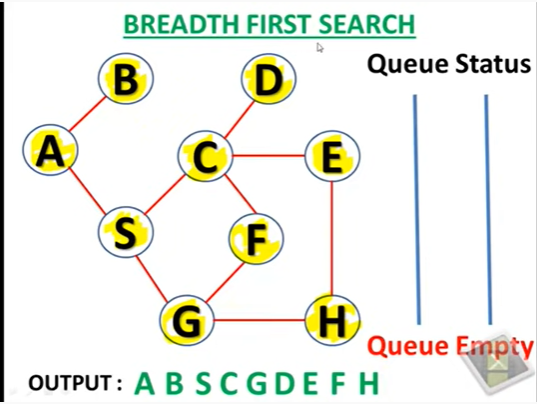 BREADTH FIRST SEARCH
Queue Status
B
D
A
C
E
S
F
G
H
Queue Empty
OUTPUT : A B S C G D E F H